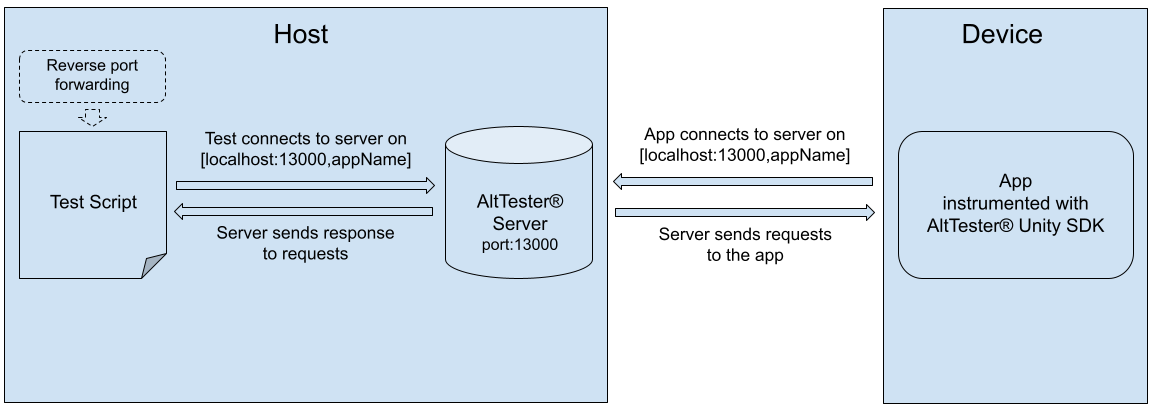 Host
Reverse port
forwarding
Test Script
Test connects to server on
[localhost:13000,appName]
Server sends response
to requests
AltTester®
Server
port:13000
App connects to server on
[localhost:13000,appName]
Server sends requests
to the app
Device
App
instrumented with
AltTester® Unity SDK